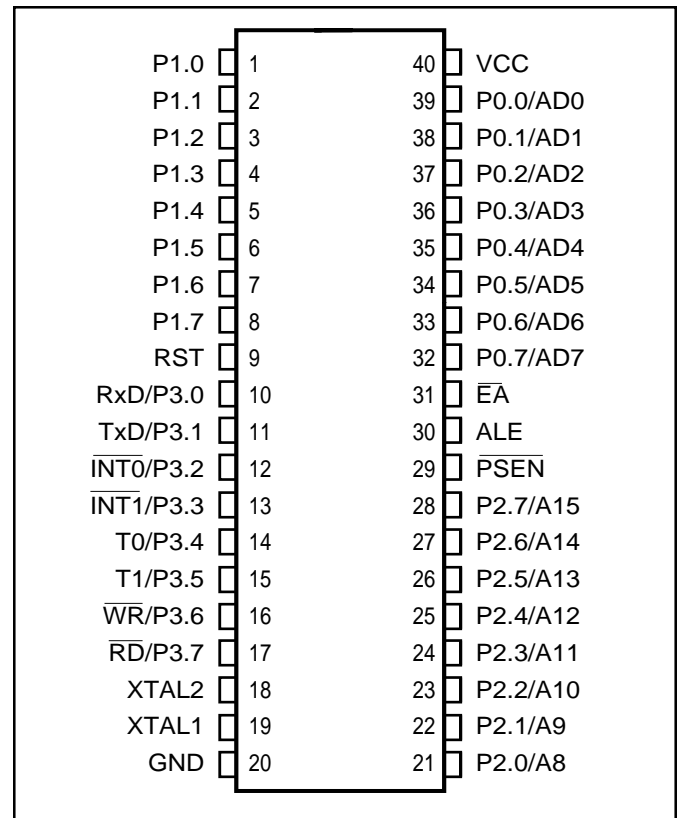 P1.0 1 40 VCC
P1.1 2 39 P0.0/AD0
P1.2 3 38 P0.1/AD1
P1.3 4 37 P0.2/AD2
P1.4 5 36 P0.3/AD3
P1.5 6 35 P0.4/AD4
P1.6 7 34 P0.5/AD5
P1.7 8 33 P0.6/AD6
RST 9 32 P0.7/AD7
RxD/P3.0 10 31 E̅A̅
TxD/P3.1 11 30 ALE
I̅N̅T̅0̅/P3.2 12 29 P̅S̅E̅N̅
I̅N̅T̅1̅/P3.3 13 28 P2.7/A15
T0/P3.4 14 27 P2.6/A14
T1/P3.5 15 26 P2.5/A13
W̅R̅/P3.6 16 25 P2.4/A12
R̅D̅/P3.7 17 24 P2.3/A11
XTAL2 18 23 P2.2/A10
XTAL1 19 22 P2.1/A9
GND 20 21 P2.0/A8